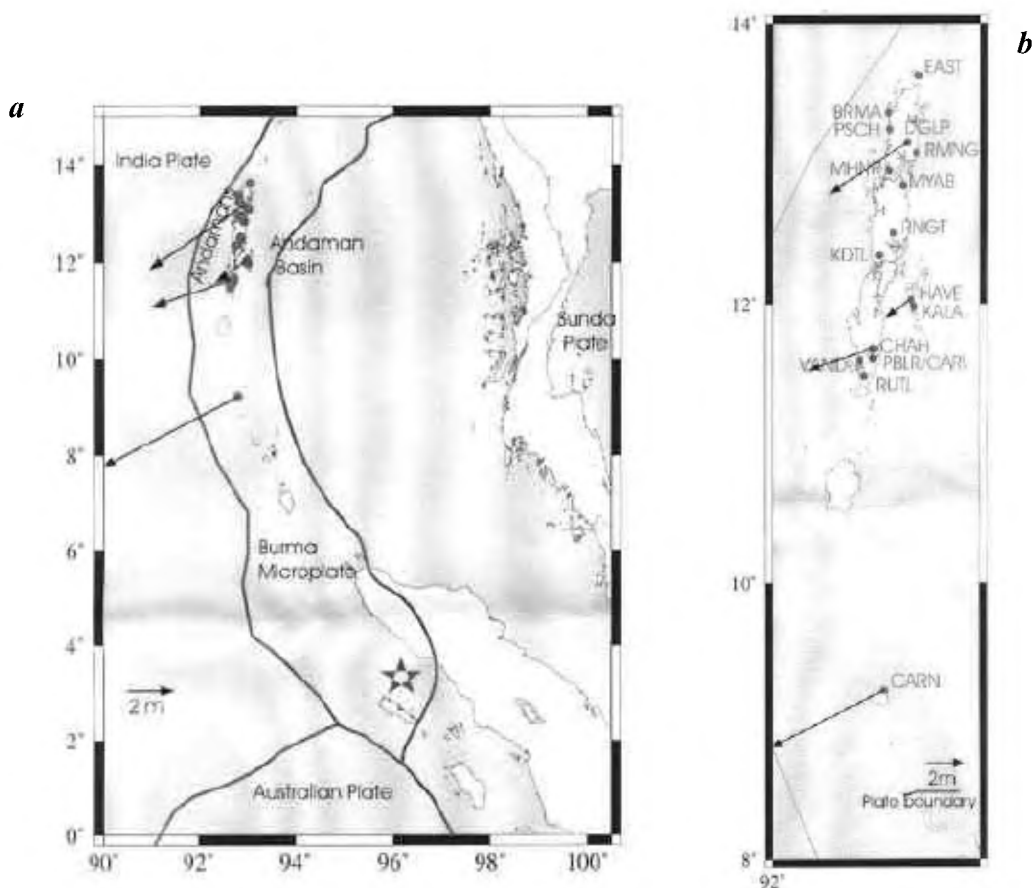 a
14°
12°
10°
8°
6°
4°
2°
0°
90°
92°
94°
96°
98°
100°
India Plate
Andaman
Andaman
Basin
Sunda
Plate
Burma
Microplate
2 m
Australian Plate
b
14°
12°
10°
8°
92°
EAST
BRMA
PSCH
DGLP
RMNG
MHNR
MYAB
RNGT
KDTL
HAVE
KALA
CHAH
PBLR/CARI
RUTL
CARN
2m
Plate boundary